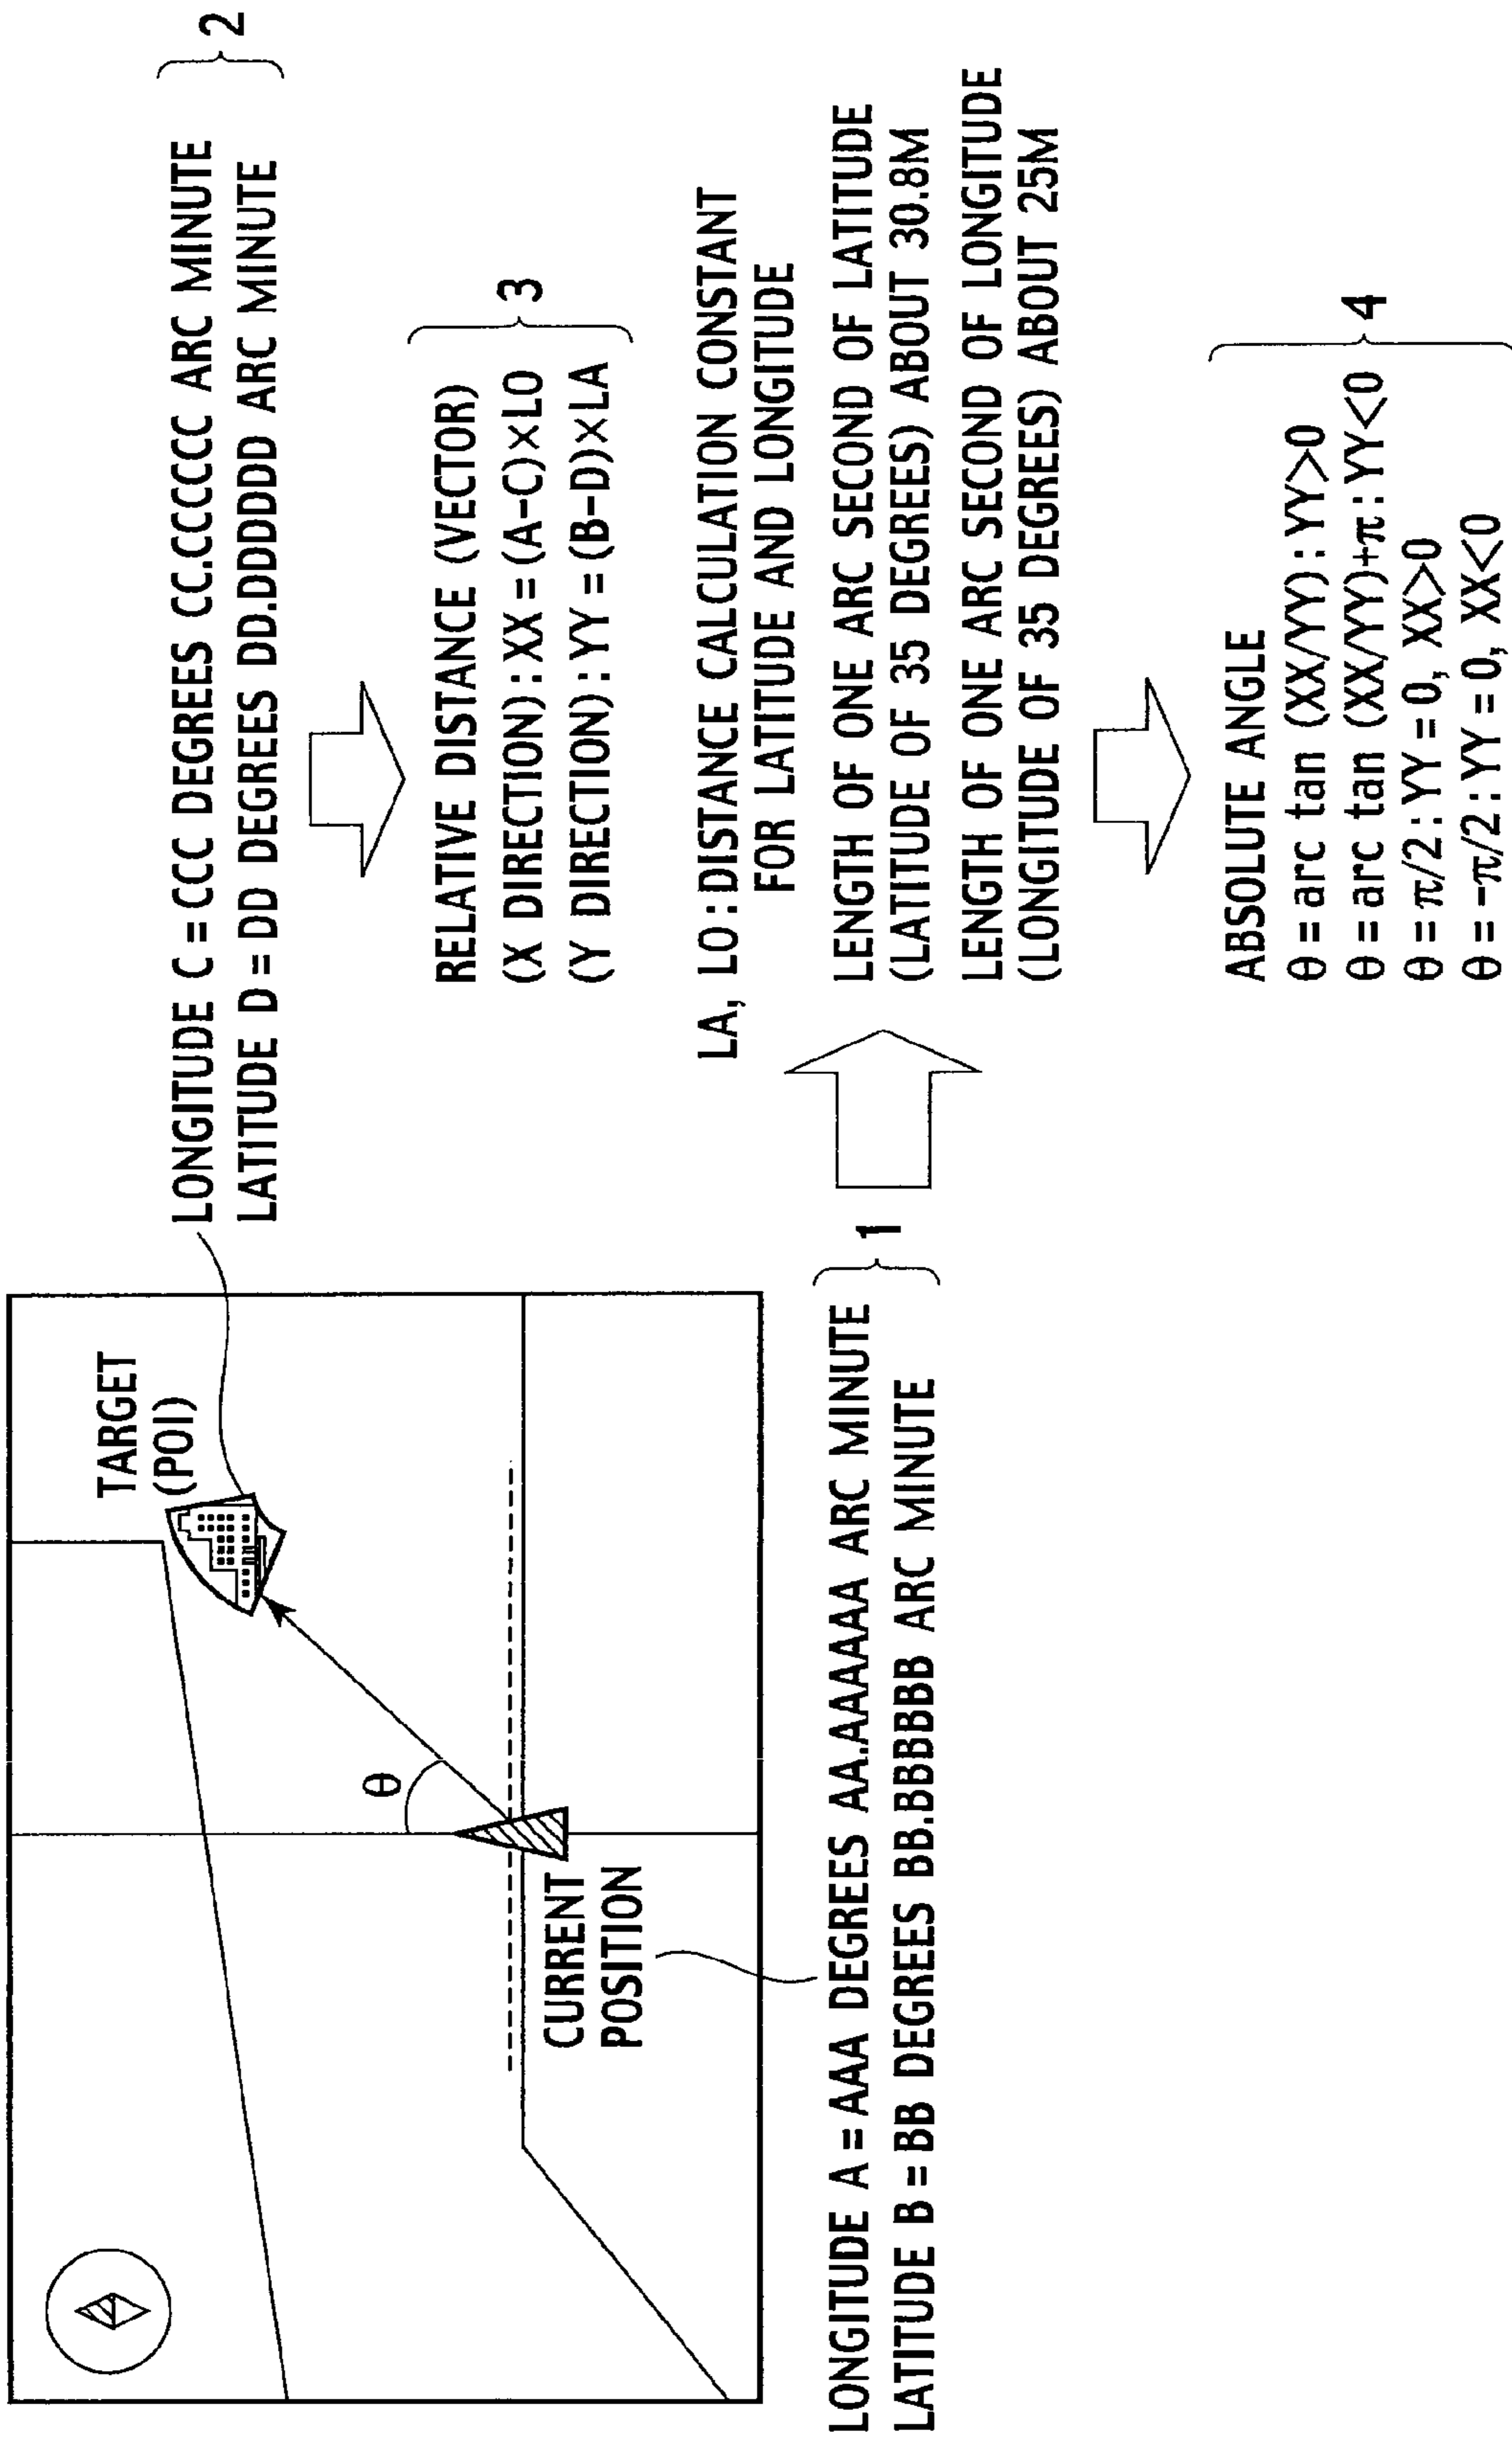 TARGET
(POI)
θ
CURRENT
POSITION
LONGITUDE A = AAA DEGREES AA.AAAAA ARC MINUTE
LATITUDE B = BB DEGREES BB.BBBBBB ARC MINUTE
1
LONGITUDE C = CCC DEGREES CC.CCCCCC ARC MINUTE
LATITUDE D = DD DEGREES DD.DDDDDD ARC MINUTE
2
RELATIVE DISTANCE (VECTOR)
(X DIRECTION) : XX = (A-C)×LO
(Y DIRECTION) : YY = (B-D)×LA
3
LA, LO : DISTANCE CALCULATION CONSTANT
FOR LATITUDE AND LONGITUDE
LENGTH OF ONE ARC SECOND OF LATITUDE
(LATITUDE OF 35 DEGREES) ABOUT 30.8M
LENGTH OF ONE ARC SECOND OF LONGITUDE
(LONGITUDE OF 35 DEGREES) ABOUT 25M
ABSOLUTE ANGLE
θ = arc tan (XX/YY) : YY>0
θ = arc tan (XX/YY)+π : YY<0
θ = π/2 : YY = 0, XX>0
θ = -π/2 : YY = 0, XX<0
4